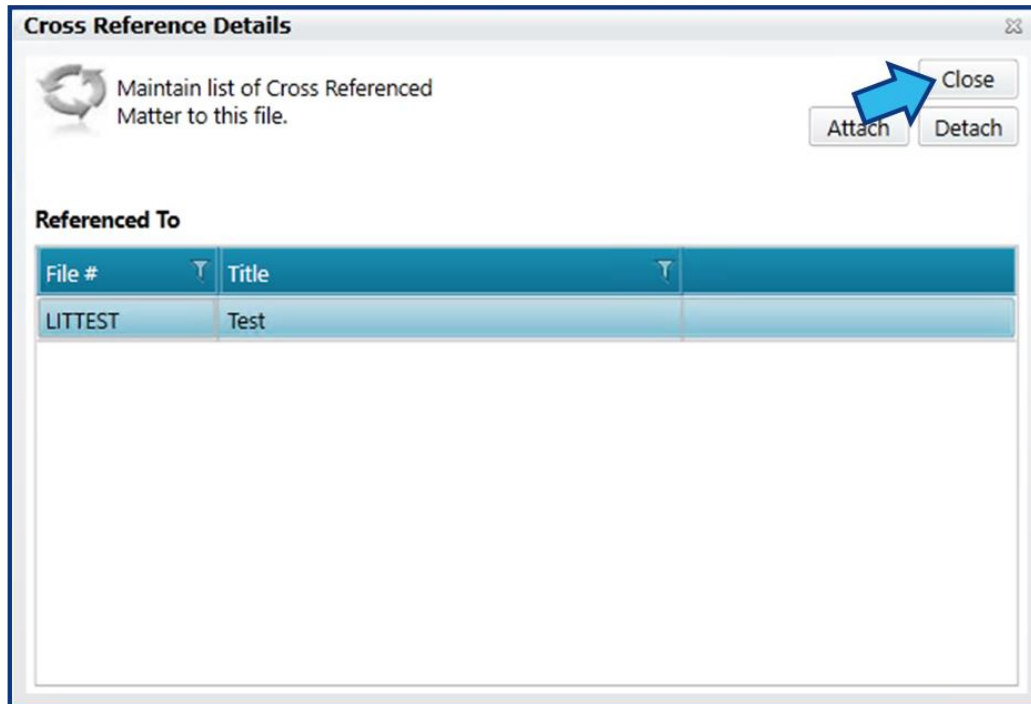 Cross Reference Details
Maintain list of Cross Referenced
Matter to this file.
Close
Attach
Detach
Referenced To
File # Title
LITTEST Test